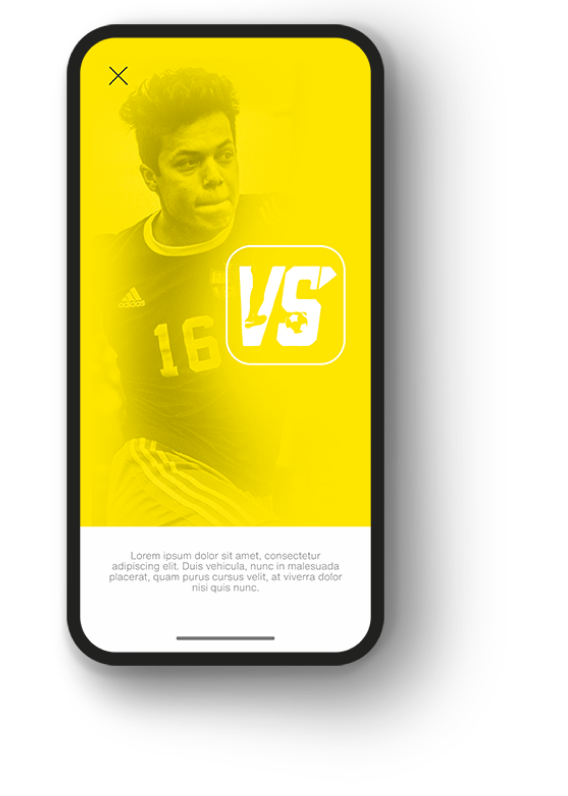 adidas
16
VS
Lorem ipsum dolor sit amet, consectetur
adipiscing elit. Duis vehicula, nunc in malesuada
placerat, quam purus cursus velit, at viverra dolor
nisi quis nunc.